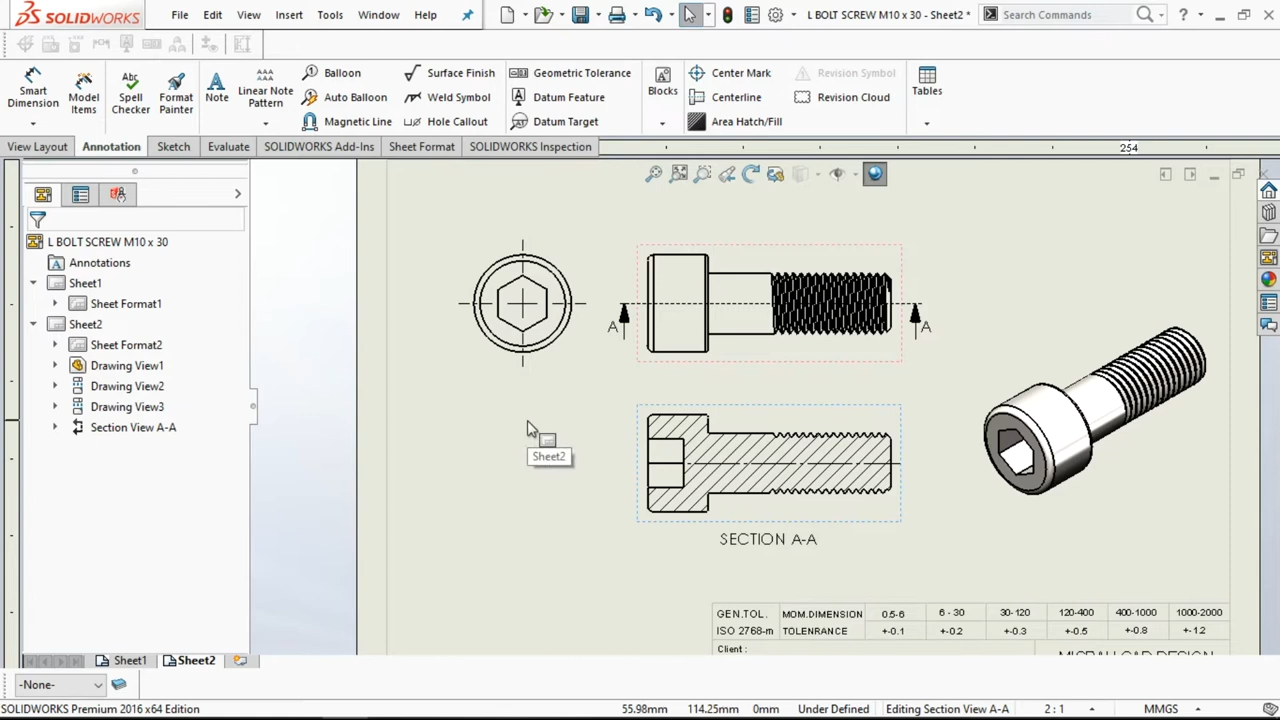 SOLIDWORKS File Edit View Insert Tools Window Help L BOLT SCREW M10 x 30 - Sheet2 * Search Commands ?
Smart Dimension
Model Items
Spell Checker
Format Painter
Note
Linear Note Pattern
Balloon
Auto Balloon
Magnetic Line
Surface Finish
Weld Symbol
Hole Callout
Geometric Tolerance
Datum Feature
Datum Target
Blocks
Center Mark
Centerline
Area Hatch/Fill
Revision Symbol
Revision Cloud
Tables
View Layout Annotation Sketch Evaluate SOLIDWORKS Add-Ins Sheet Format SOLIDWORKS Inspection
254
L BOLT SCREW M10 x 30
Annotations
Sheet1
Sheet Format1
Sheet2
Sheet Format2
Drawing View1
Drawing View2
Drawing View3
Section View A-A
A A
Sheet2
SECTION A-A
GEN.TOL. MOM.DIMENSION 0.5-6 6 - 30 30-120 120-400 400-1000 1000-2000
ISO 2768-m TOLENRANCE +-0.1 +-0.2 +-0.3 +-0.5 +-0.8 +-1.2
Client :
Sheet1 Sheet2
-None-
SOLIDWORKS Premium 2016 x64 Edition 55.98mm 114.25mm 0mm Under Defined Editing Section View A-A 2 : 1 MMGS